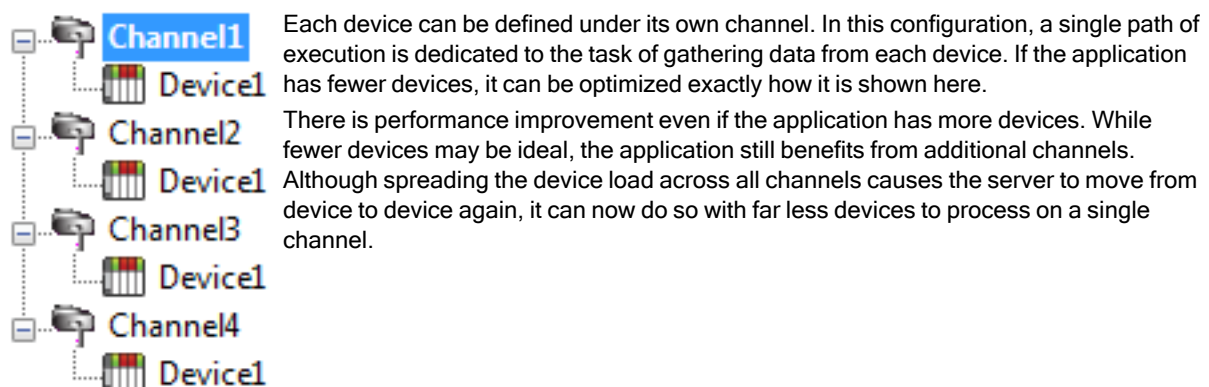 Channel1
Device1
Channel2
Device1
Channel3
Device1
Channel4
Device1
Each device can be defined under its own channel. In this configuration, a single path of
execution is dedicated to the task of gathering data from each device. If the application
has fewer devices, it can be optimized exactly how it is shown here.
There is performance improvement even if the application has more devices. While
fewer devices may be ideal, the application still benefits from additional channels.
Although spreading the device load across all channels causes the server to move from
device to device again, it can now do so with far less devices to process on a single
channel.